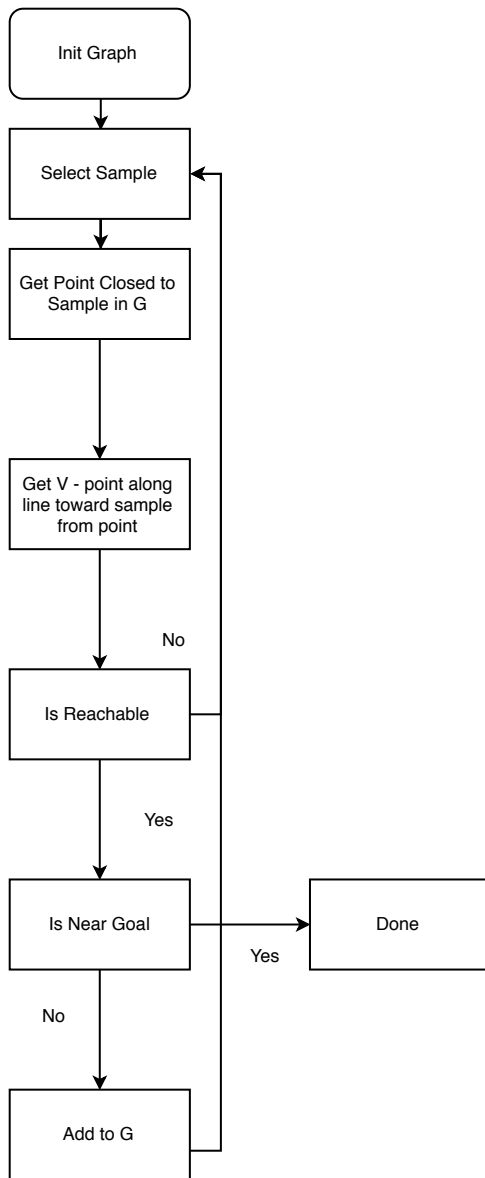 Init Graph
Select Sample
Get Point Closed to
Sample in G
Get V - point along
line toward sample
from point
No
Is Reachable
Yes
Is Near Goal
Done
Yes
No
Add to G